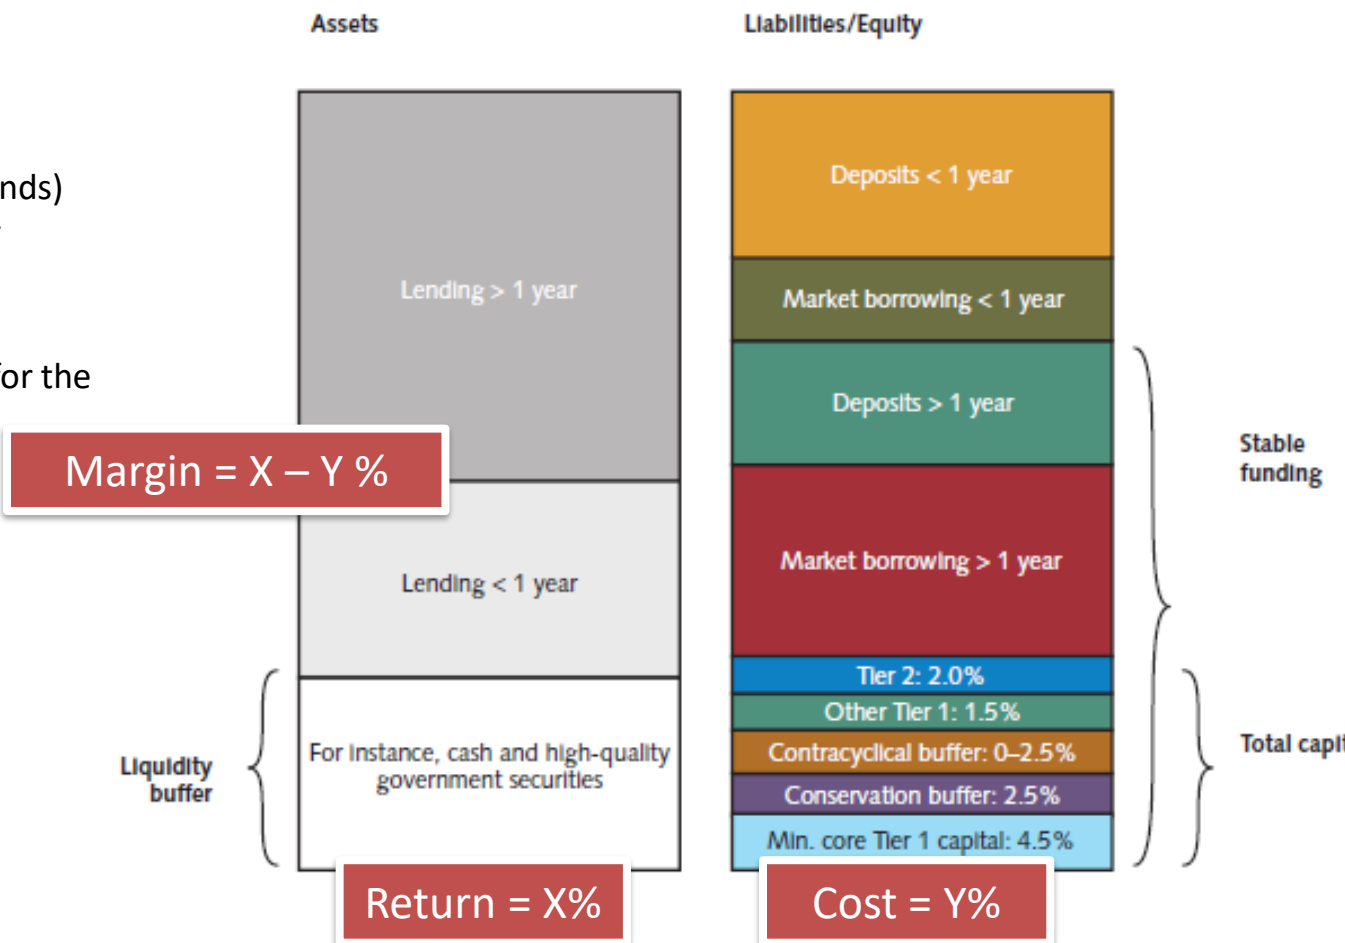 Assets
Liabilities/Equity
nds)
for the
Margin = X – Y %
Lending > 1 year
Lending < 1 year
Liquidity
buffer
For instance, cash and high-quality
government securities
Return = X%
Deposits < 1 year
Market borrowing < 1 year
Deposits > 1 year
Market borrowing > 1 year
Tier 2: 2.0%
Other Tier 1: 1.5%
Contracyclical buffer: 0–2.5%
Conservation buffer: 2.5%
Min. core Tier 1 capital: 4.5%
Cost = Y%
Stable
funding
Total capit